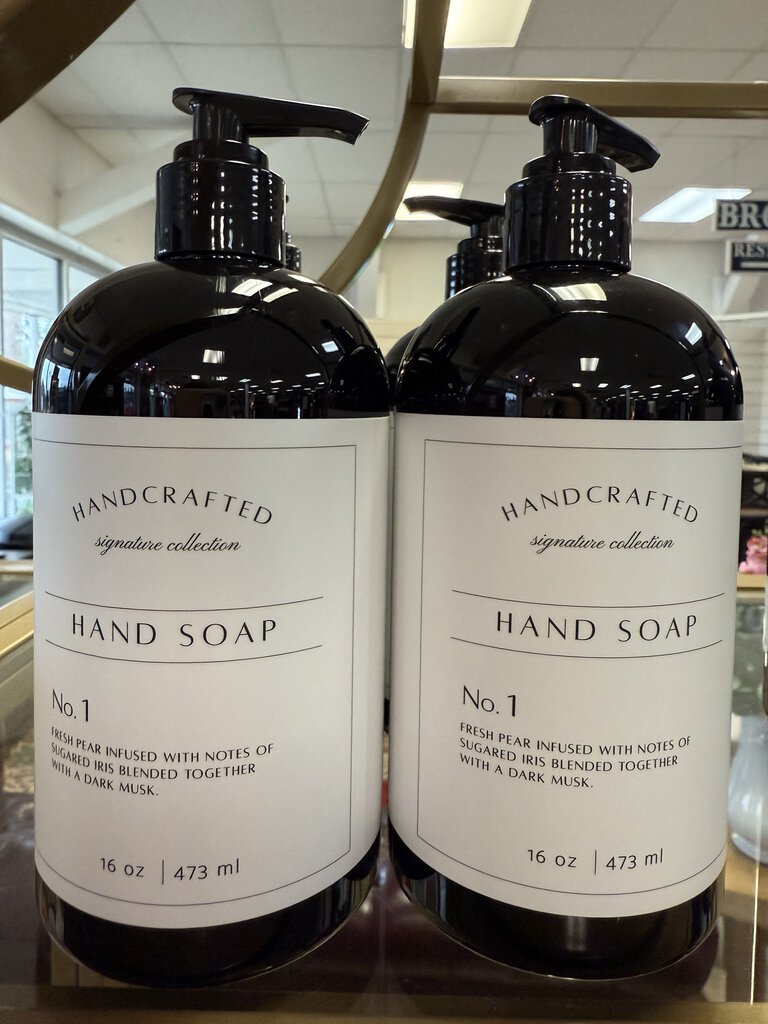 HANDCRAFTED
signature collection
HAND SOAP
No. 1
FRESH PEAR INFUSED WITH NOTES OF
SUGARED IRIS BLENDED TOGETHER
WITH A DARK MUSK.
16 oz | 473 ml
HANDCRAFTED
signature collection
HAND SOAP
No. 1
FRESH PEAR INFUSED WITH NOTES OF
SUGARED IRIS BLENDED TOGETHER
WITH A DARK MUSK.
16 oz | 473 ml